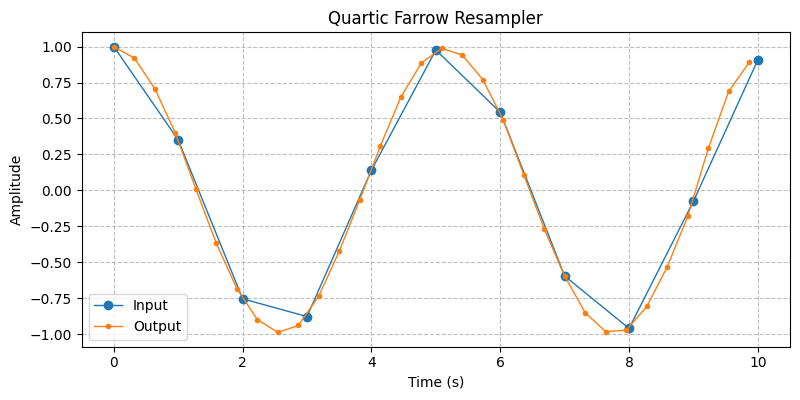 Quartic Farrow Resampler
1.00
0.75
0.50
0.25
0.00
−0.25
−0.50
−0.75
−1.00
Amplitude
Input
Output
0 2 4 6 8 10
Time (s)